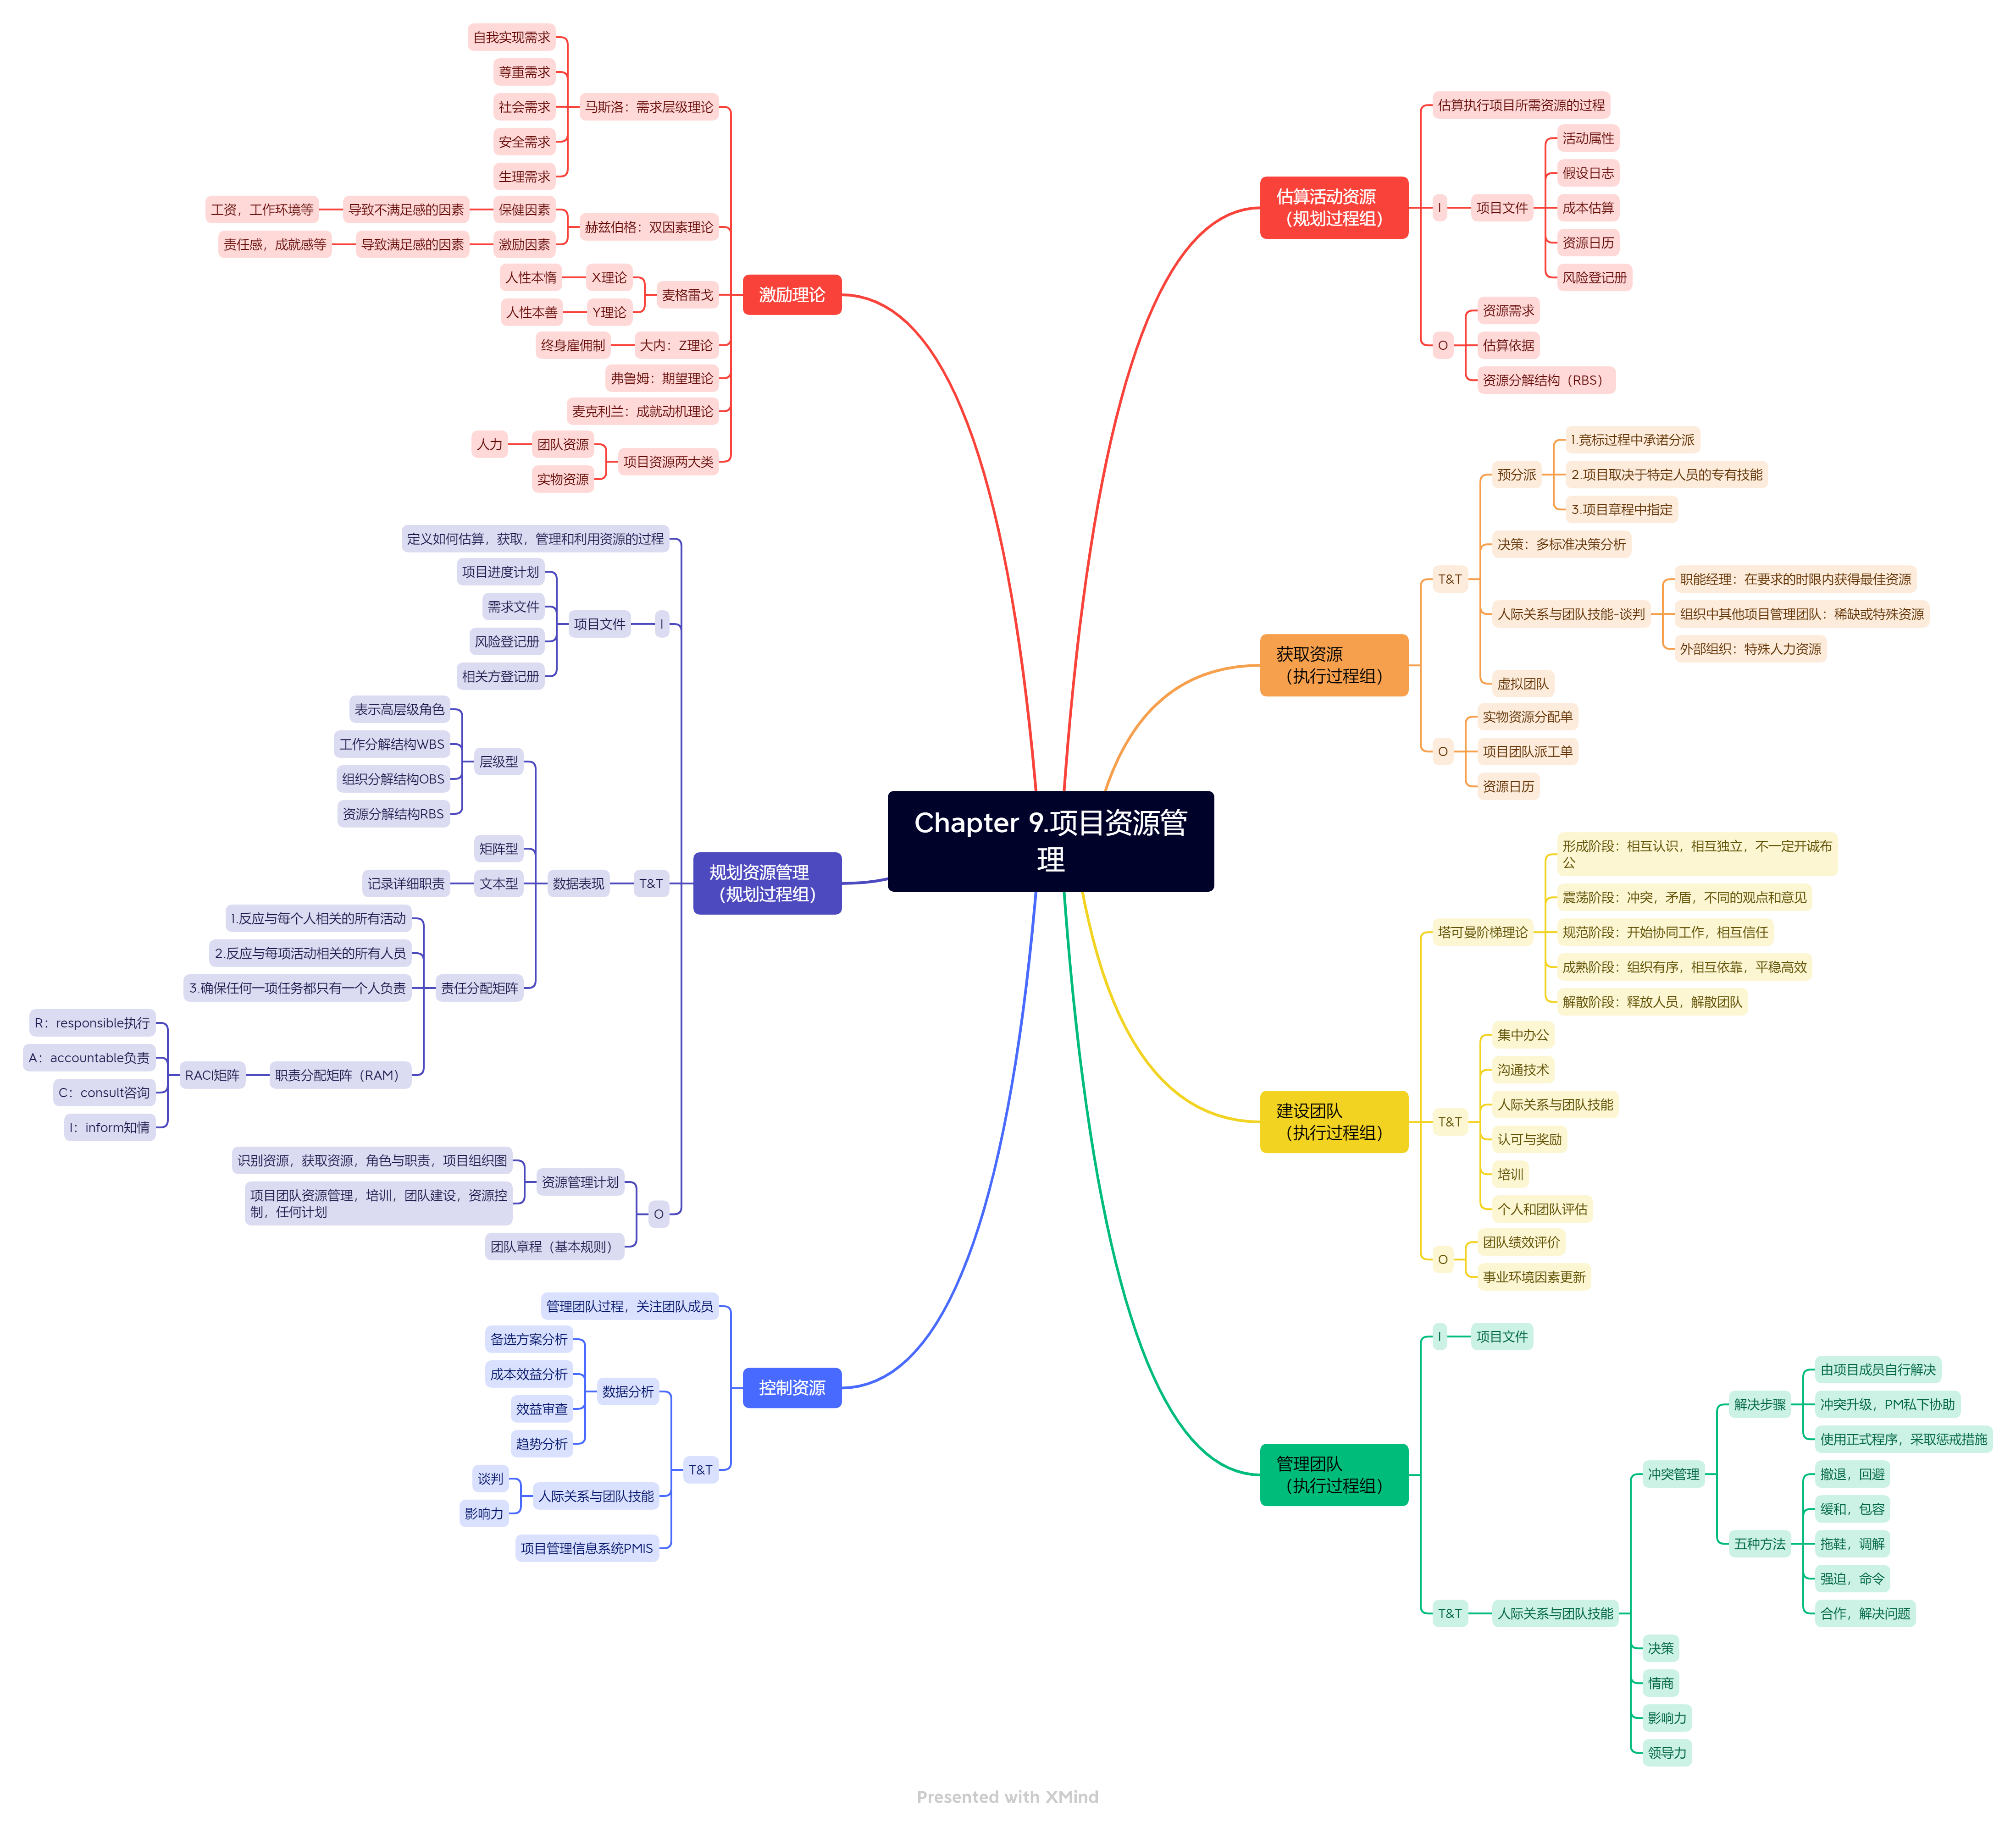 Chapter 9.项目资源管
理
估算活动资源
（规划过程组）
估算执行项目所需资源的过程
I
项目文件
活动属性
假设日志
成本估算
资源日历
风险登记册
O
资源需求
估算依据
资源分解结构（RBS）
获取资源
（执行过程组）
T&T
预分派
1.竞标过程中承诺分派
2.项目取决于特定人员的专有技能
3.项目章程中指定
决策：多标准决策分析
人际关系与团队技能-谈判
职能经理：在要求的时限内获得最佳资源
组织中其他项目管理团队：稀缺或特殊资源
外部组织：特殊人力资源
虚拟团队
O
实物资源分配单
项目团队派工单
资源日历
建设团队
（执行过程组）
塔可曼阶梯理论
形成阶段：相互认识，相互独立，不一定开诚布
公
震荡阶段：冲突，矛盾，不同的观点和意见
规范阶段：开始协同工作，相互信任
成熟阶段：组织有序，相互依靠，平稳高效
解散阶段：释放人员，解散团队
T&T
集中办公
沟通技术
人际关系与团队技能
认可与奖励
培训
个人和团队评估
O
团队绩效评价
事业环境因素更新
管理团队
（执行过程组）
I
项目文件
T&T
人际关系与团队技能
冲突管理
解决步骤
由项目成员自行解决
冲突升级，PM私下协助
使用正式程序，采取惩戒措施
五种方法
撤退，回避
缓和，包容
拖鞋，调解
强迫，命令
合作，解决问题
决策
情商
影响力
领导力
激励理论
马斯洛：需求层级理论
自我实现需求
尊重需求
社会需求
安全需求
生理需求
赫兹伯格：双因素理论
保健因素
导致不满足感的因素
工资，工作环境等
激励因素
导致满足感的因素
责任感，成就感等
麦格雷戈
X理论
人性本惰
Y理论
人性本善
大内：Z理论
终身雇佣制
弗鲁姆：期望理论
麦克利兰：成就动机理论
项目资源两大类
团队资源
人力
实物资源
规划资源管理
（规划过程组）
定义如何估算，获取，管理和利用资源的过程
I
项目文件
项目进度计划
需求文件
风险登记册
相关方登记册
T&T
数据表现
层级型
表示高层级角色
工作分解结构WBS
组织分解结构OBS
资源分解结构RBS
矩阵型
文本型
记录详细职责
责任分配矩阵
1.反应与每个人相关的所有活动
2.反应与每项活动相关的所有人员
3.确保任何一项任务都只有一个人负责
职责分配矩阵（RAM）
RACI矩阵
R：responsible执行
A：accountable负责
C：consult咨询
I：inform知情
O
资源管理计划
识别资源，获取资源，角色与职责，项目组织图
项目团队资源管理，培训，团队建设，资源控
制，任何计划
团队章程（基本规则）
控制资源
管理团队过程，关注团队成员
T&T
数据分析
备选方案分析
成本效益分析
效益审查
趋势分析
人际关系与团队技能
谈判
影响力
项目管理信息系统PMIS
Presented with XMind